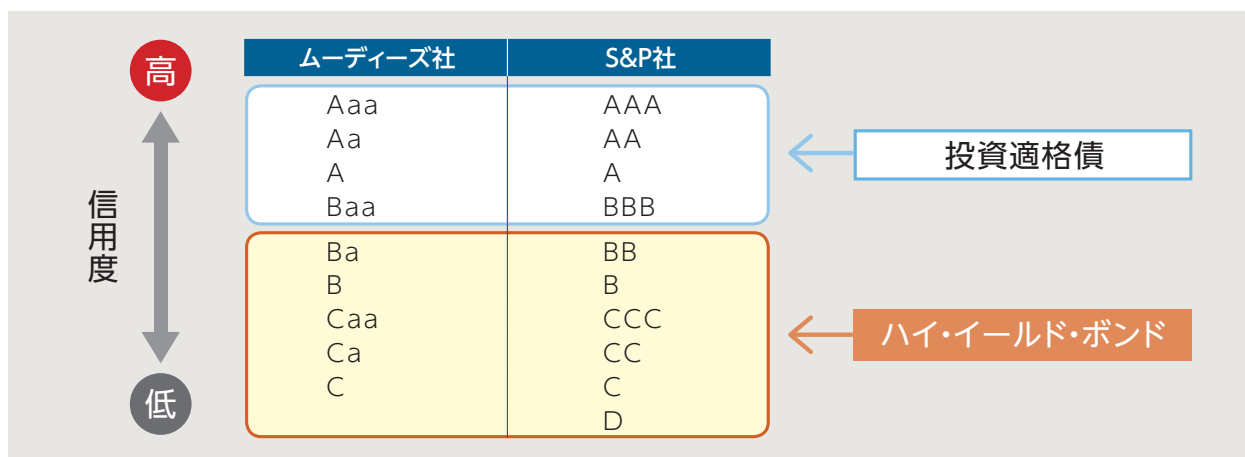 高
信用度
低
ムーディーズ社 S&P社
Aaa AAA
Aa AA
A A
Baa BBB
Ba BB
B B
Caa CCC
Ca CC
C C
D
投資適格債
ハイ・イールド・ボンド